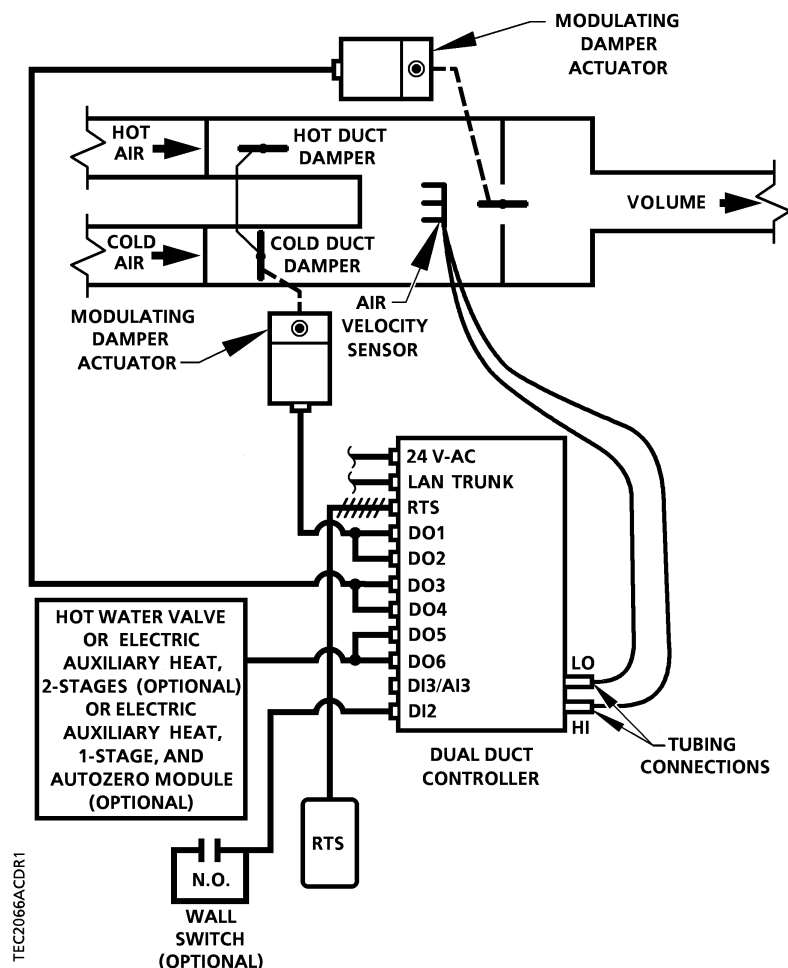 MODULATING
DAMPER
ACTUATOR
HOT
AIR
HOT DUCT
DAMPER
VOLUME
COLD
AIR
COLD DUCT
DAMPER
MODULATING
DAMPER
ACTUATOR
AIR
VELOCITY
SENSOR
24 V-AC
LAN TRUNK
RTS
DO1
DO2
DO3
DO4
DO5
DO6
DI3/AI3
DI2
HOT WATER VALVE
OR ELECTRIC
AUXILIARY HEAT,
2-STAGES (OPTIONAL)
OR ELECTRIC
AUXILIARY HEAT,
1-STAGE, AND
AUTOZERO MODULE
(OPTIONAL)
LO
HI
TUBING
CONNECTIONS
DUAL DUCT
CONTROLLER
RTS
N.O.
WALL
SWITCH
(OPTIONAL)
TEC2066ACDR1